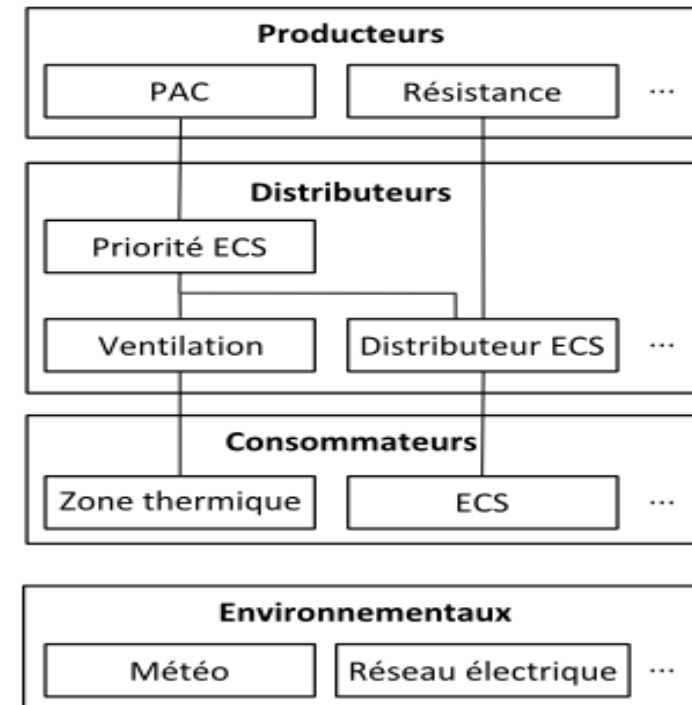 Producteurs
PAC
Résistance
...
Distributeurs
Priorité ECS
Ventilation
Distributeur ECS
...
Consommateurs
Zone thermique
ECS
...
Environnementaux
Météo
Réseau électrique
...